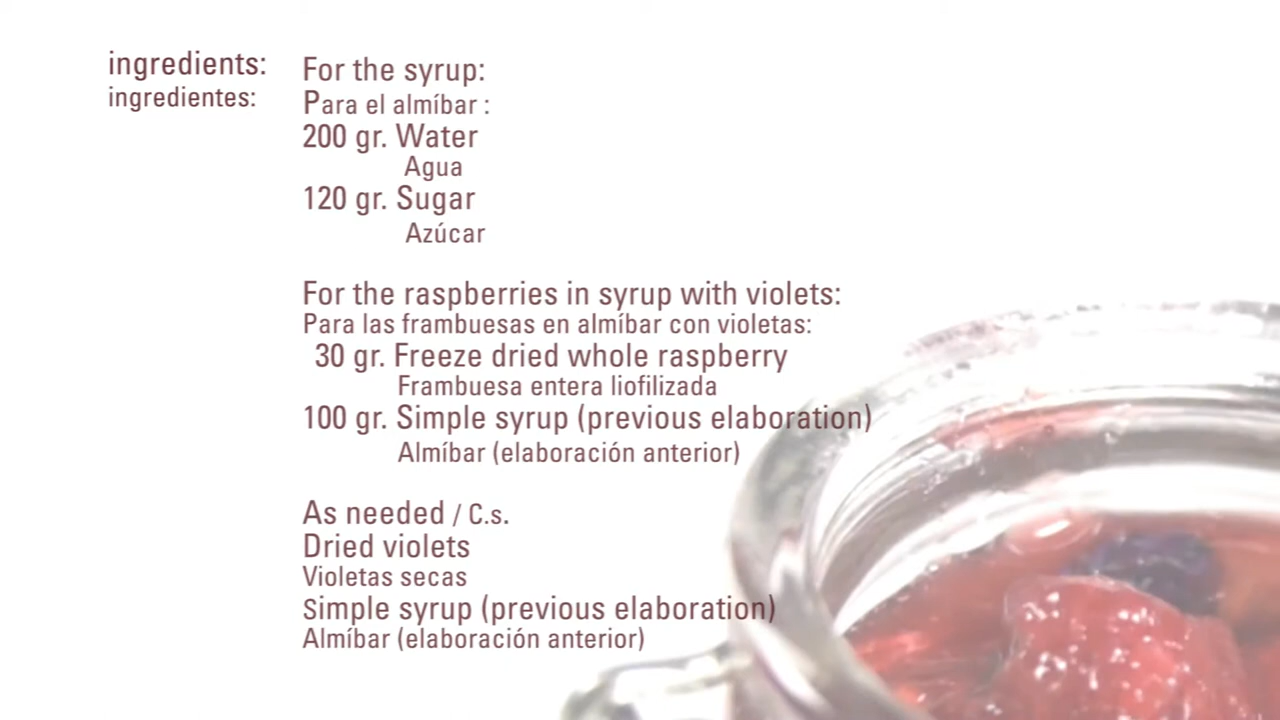 ingredients:
ingredientes:
For the syrup:
Para el almíbar :
200 gr. Water
Agua
120 gr. Sugar
Azúcar
For the raspberries in syrup with violets:
Para las frambuesas en almíbar con violetas:
30 gr. Freeze dried whole raspberry
Frambuesa entera liofilizada
100 gr. Simple syrup (previous elaboration)
Almíbar (elaboración anterior)
As needed / C.s.
Dried violets
Violetas secas
Simple syrup (previous elaboration)
Almíbar (elaboración anterior)